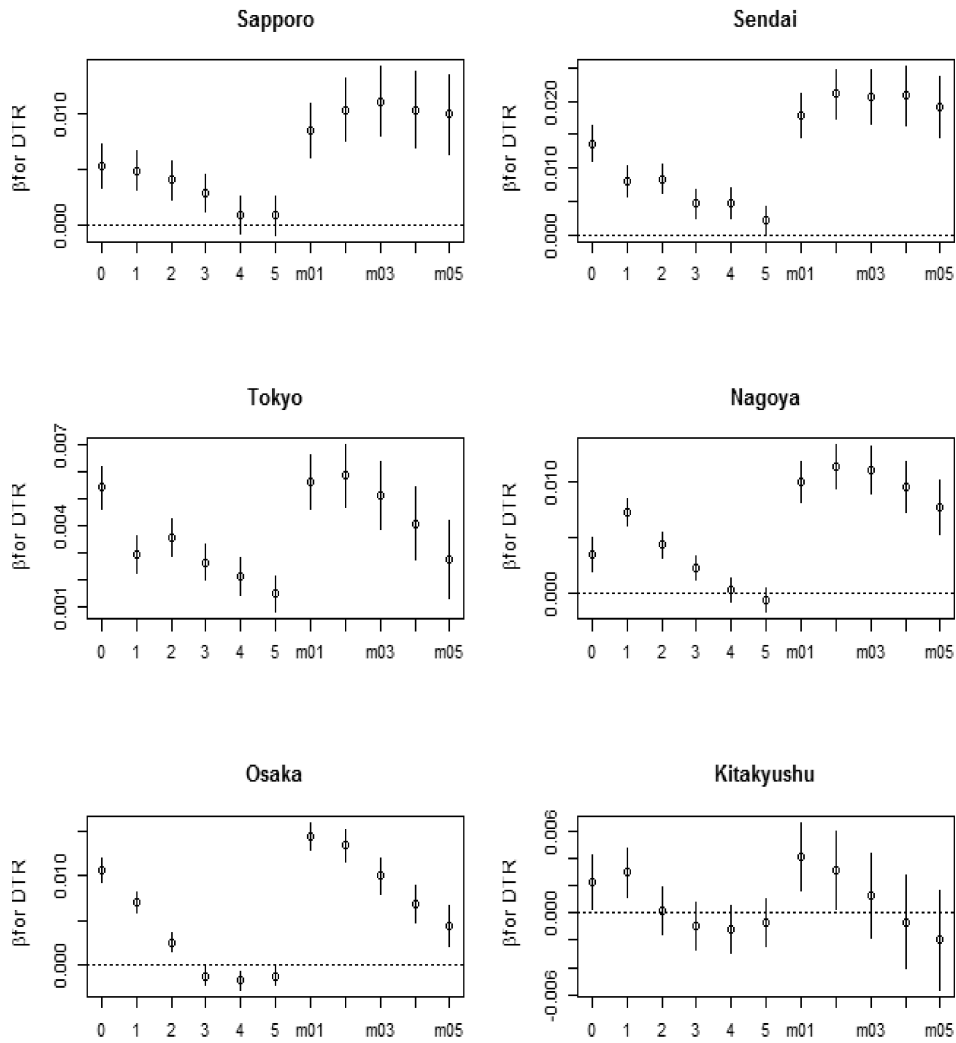 Sapporo
βfor DTR
0.010
0.000
0 1 2 3 4 5 m01 m03 m05
Sendai
βfor DTR
0.020
0.010
0.000
0 1 2 3 4 5 m01 m03 m05
Tokyo
βfor DTR
0.007
0.004
0.001
0 1 2 3 4 5 m01 m03 m05
Nagoya
βfor DTR
0.010
0.000
0 1 2 3 4 5 m01 m03 m05
Osaka
βfor DTR
0.010
0.000
0 1 2 3 4 5 m01 m03 m05
Kitakyushu
βfor DTR
0.006
0.000
-0.006
0 1 2 3 4 5 m01 m03 m05